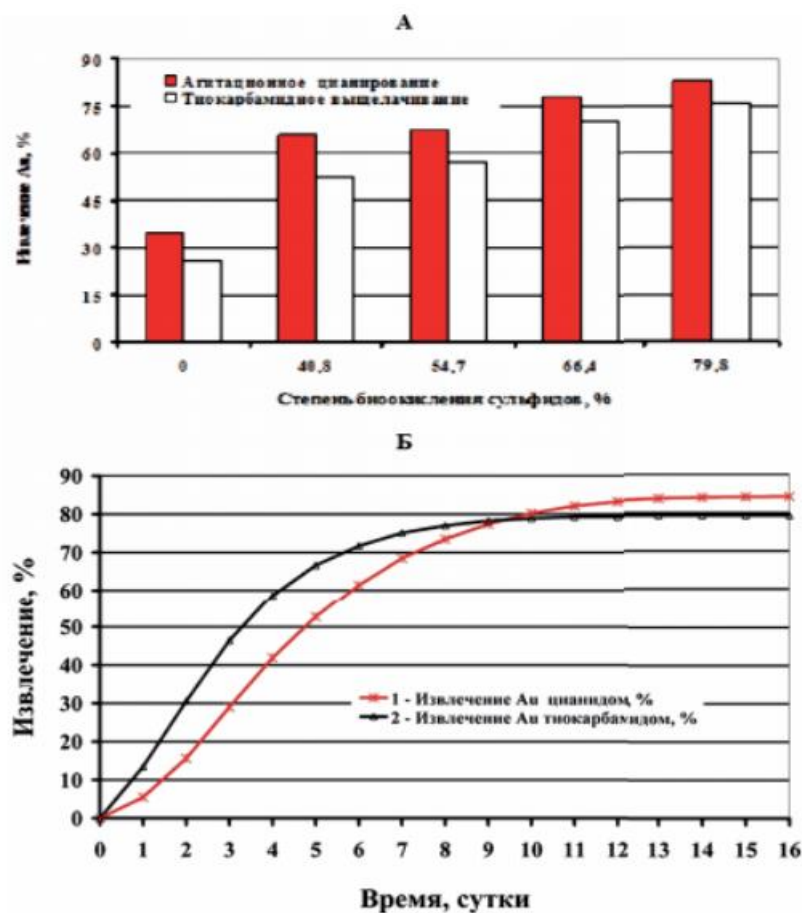 А
90
75
60
45
30
15
0
Извлечние Au, %
Агитационное цианирование
Тиокарбамидное выщелачивание
0 40,8 54,7 66,4 79,8
Степень биоокисления сульфидов, %
Б
90
80
70
60
50
40
30
20
10
0
Извлечение, %
1 - Извлечение Au цианидом, %
2 - Извлечение Au тиокарбамидом, %
0 1 2 3 4 5 6 7 8 9 10 11 12 13 14 15 16
Время, сутки